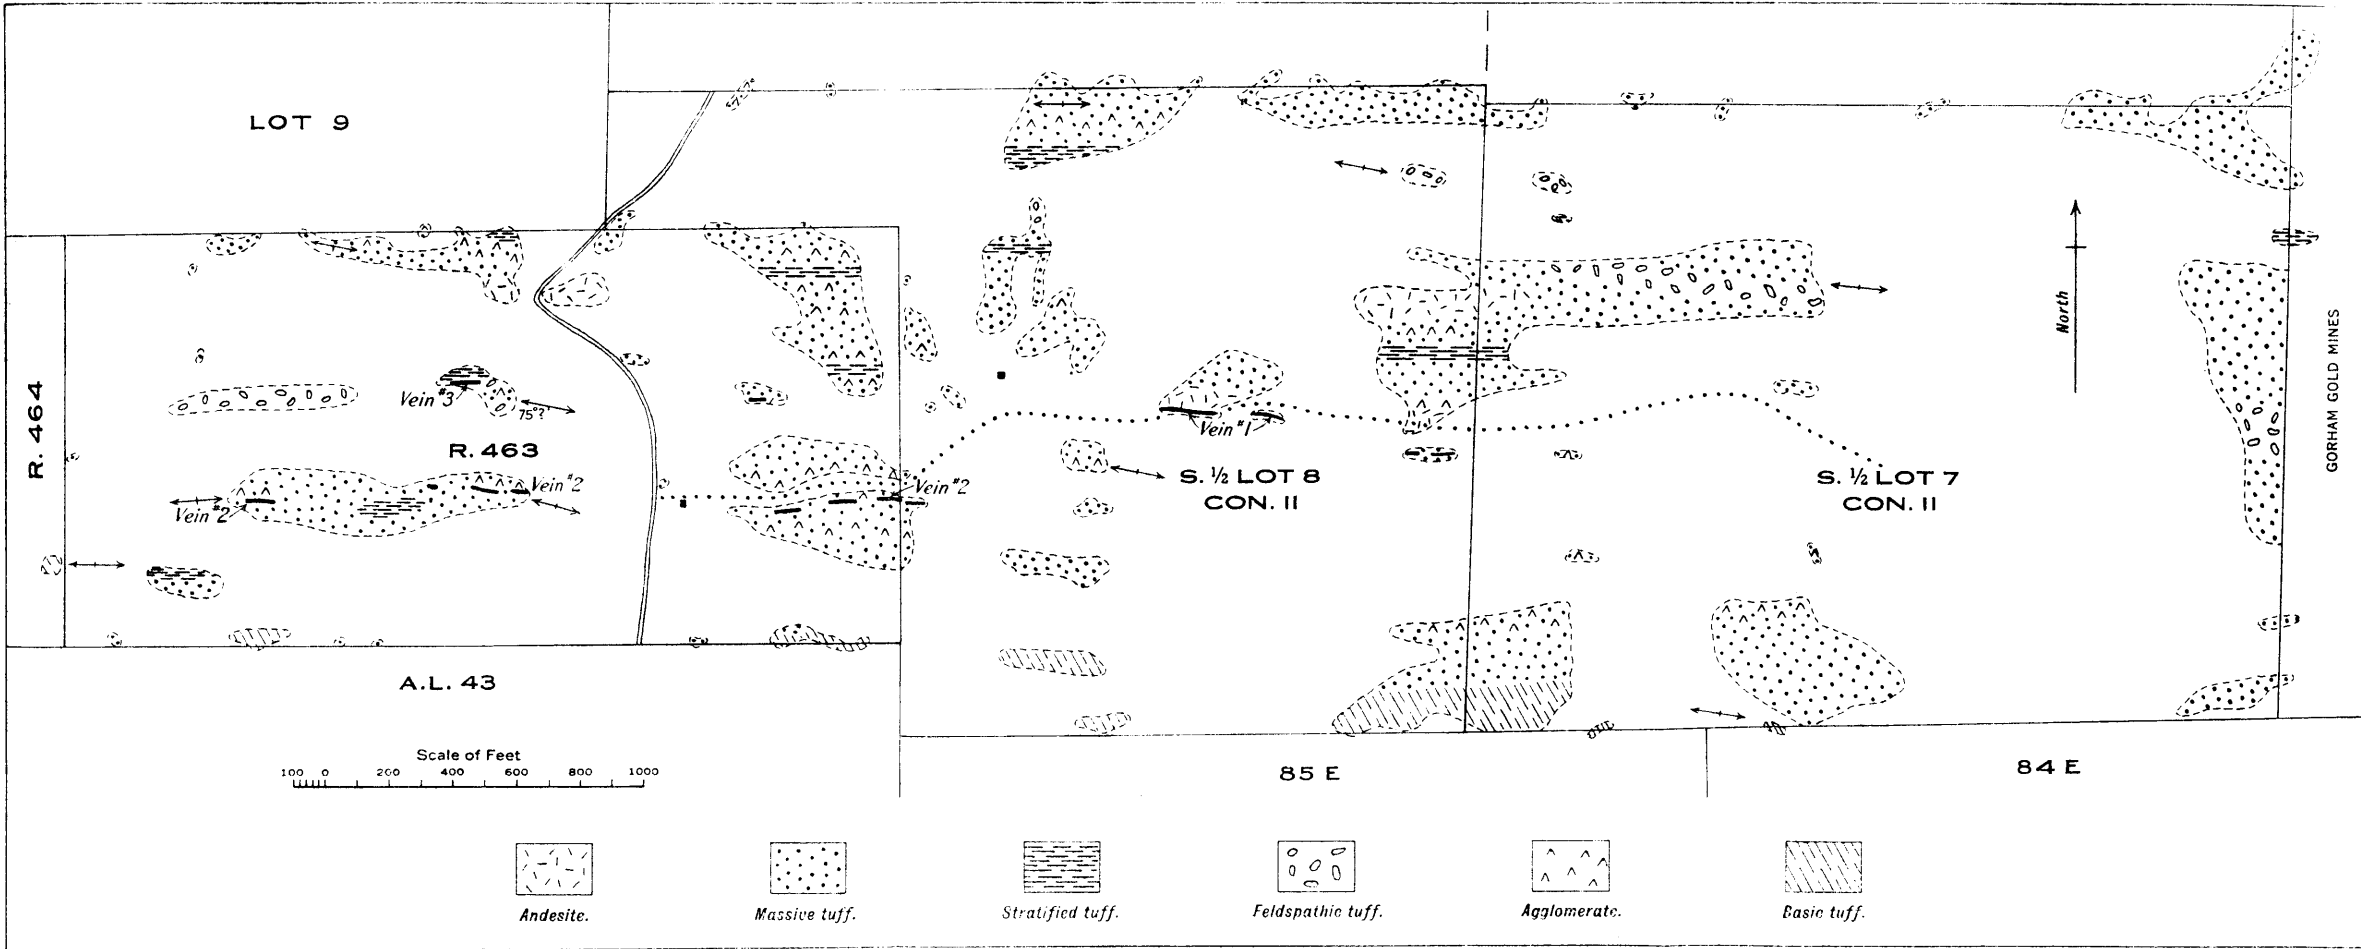 LOT 9
R. 464
Vein #3
75°?
R. 463
Vein #2
Vein #2
Vein #2
Vein #1
S. ½ LOT 8
CON. II
S. ½ LOT 7
CON. II
North
GORHAM GOLD MINES
A.L. 43
85 E
84 E
Scale of Feet
100 0 200 400 600 800 1000
Andesite.
Massive tuff.
Stratified tuff.
Feldspathic tuff.
Agglomerate.
Basic tuff.